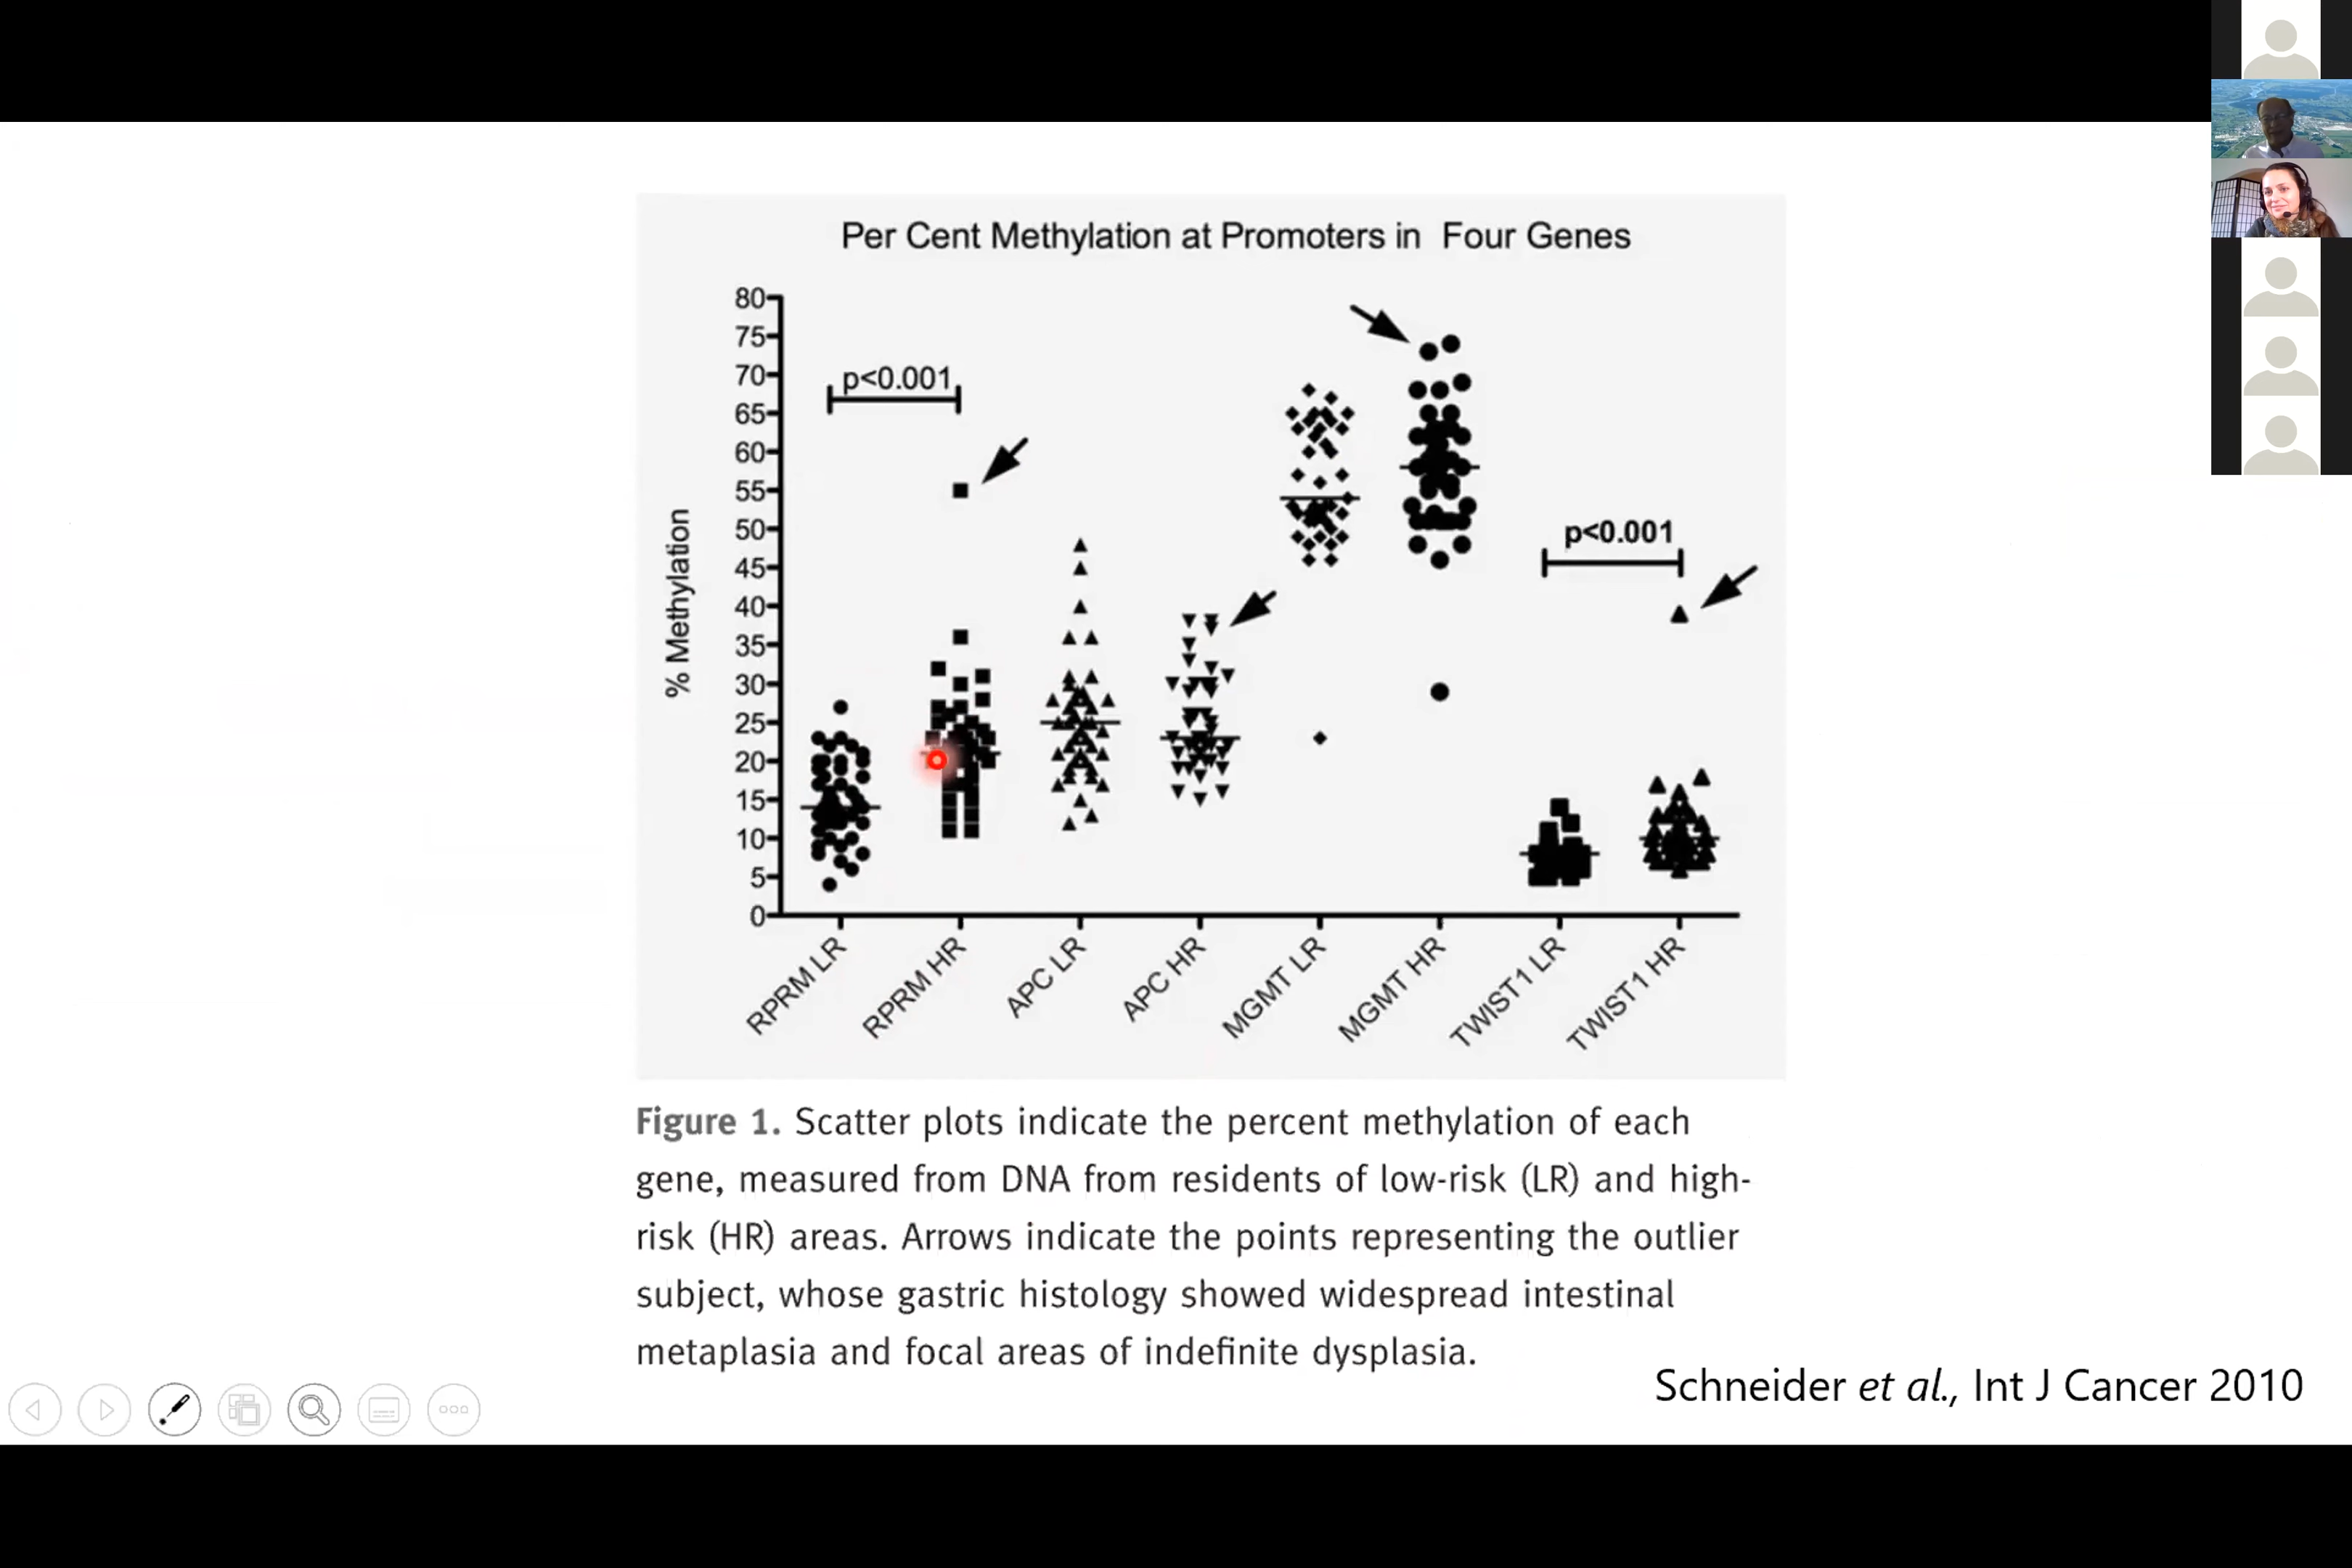 Per Cent Methylation at Promoters in Four Genes
80
75
70
65
60
55
50
45
40
35
30
25
20
15
10
5
0
% Methylation
p<0.001
p<0.001
RPRM LR
RPRM HR
APC LR
APC HR
MGMT LR
MGMT HR
TWIST1 LR
TWIST1 HR
Figure 1. Scatter plots indicate the percent methylation of each
gene, measured from DNA from residents of low-risk (LR) and high-
risk (HR) areas. Arrows indicate the points representing the outlier
subject, whose gastric histology showed widespread intestinal
metaplasia and focal areas of indefinite dysplasia.
Schneider et al., Int J Cancer 2010